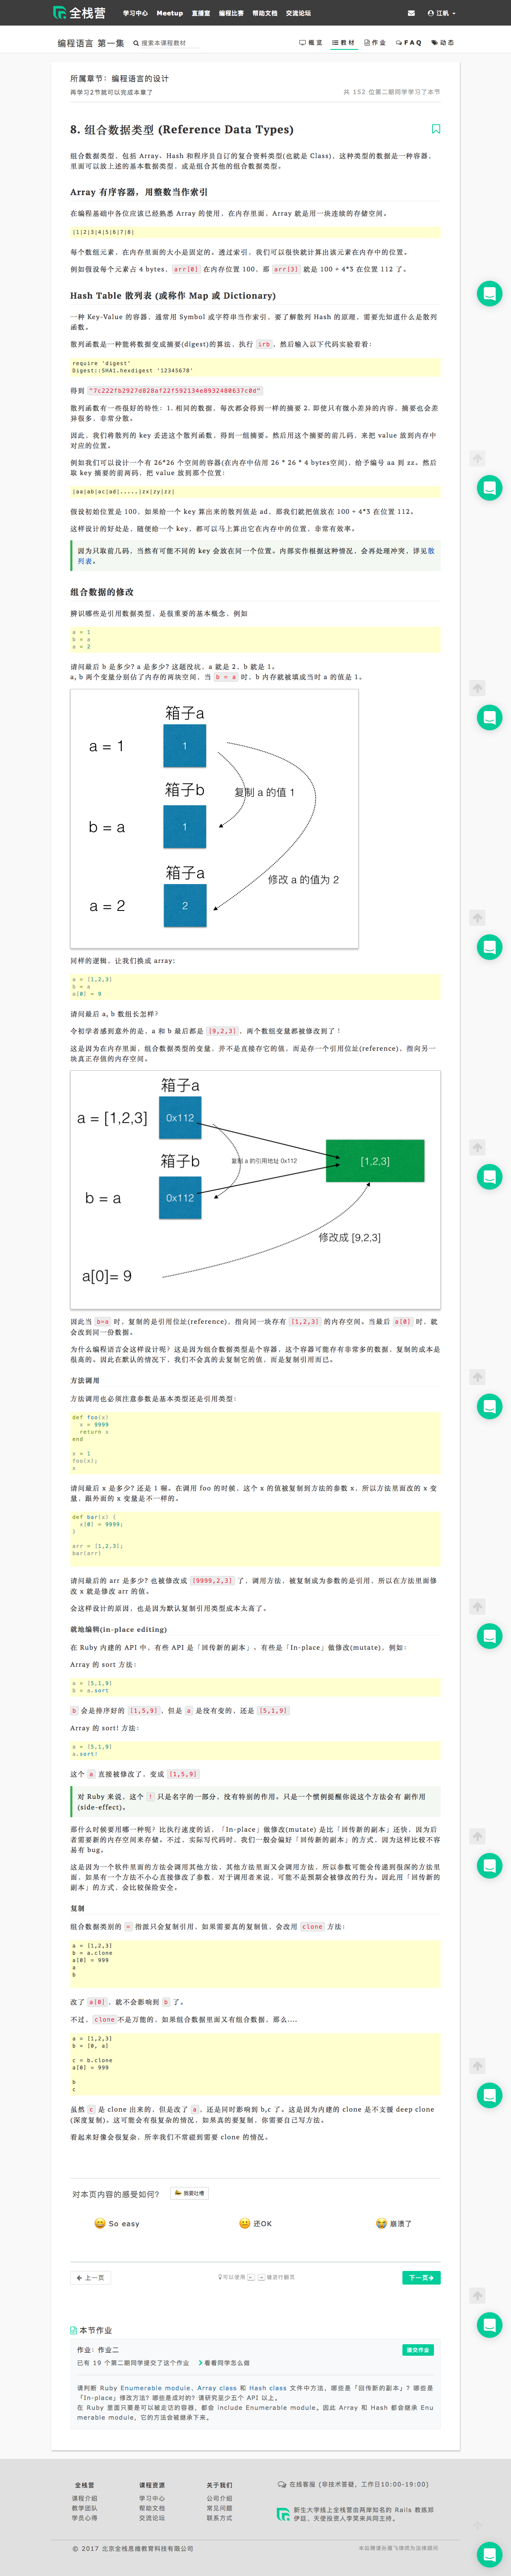 全栈营 学习中心 Meetup 直播室 编程比赛 帮助文档 交流论坛 江帆
编程语言 第一集 搜索本课程教材 概览 教材 作业 FAQ 动态
所属章节：编程语言的设计
再学习2节就可以完成本章了 共 152 位第二期同学学习了本节
8. 组合数据类型 (Reference Data Types)
组合数据类型，包括 Array、Hash 和程序员自订的复合资料类型(也就是 Class)，这种类型的数据是一种容器，
里面可以放上述的基本数据类型，或是组合其他的组合数据类型。
Array 有序容器，用整数当作索引
在编程基础中各位应该已经熟悉 Array 的使用，在内存里面，Array 就是用一块连续的存储空间。
|1|2|3|4|5|6|7|8|
每个数组元素，在内存里面的大小是固定的。透过索引，我们可以很快就计算出该元素在内存中的位置。
例如假设每个元素占 4 bytes，arr[0] 在内存位置 100，那 arr[3] 就是 100 + 4*3 在位置 112 了。
Hash Table 散列表 (或称作 Map 或 Dictionary)
一种 Key-Value 的容器，通常用 Symbol 或字符串当作索引。要了解散列 Hash 的原理，需要先知道什么是散列
函数。
散列函数是一种能将数据变成摘要(digest)的算法，执行 irb，然后输入以下代码实验看看：
require 'digest'
Digest::SHA1.hexdigest '12345678'
得到 "7c222fb2927d828af22f592134e8932480637c0d"
散列函数有一些很好的特性：1. 相同的数据，每次都会得到一样的摘要 2. 即使只有微小差异的内容，摘要也会差
异很多，非常分散。
因此，我们将散列的 key 丢进这个散列函数，得到一组摘要。然后用这个摘要的前几码，来把 value 放到内存中
对应的位置。
例如我们可以设计一个有 26*26 个空间的容器(在内存中佔用 26 * 26 * 4 bytes空间)，给予编号 aa 到 zz。然后
取 key 摘要的前两码，把 value 放到那个位置：
|aa|ab|ac|ad|.....|zx|zy|zz|
假设初始位置是 100，如果给一个 key 算出来的散列值是 ad，那我们就把值放在 100 + 4*3 在位置 112。
这样设计的好处是，随便给一个 key，都可以马上算出它在内存中的位置，非常有效率。
因为只取前几码，当然有可能不同的 key 会放在同一个位置。内部实作根据这种情况，会再处理冲突，详见散
列表。
组合数据的修改
辨识哪些是引用数据类型，是很重要的基本概念，例如
a = 1
b = a
a = 2
请问最后 b 是多少? a 是多少? 这题没坑，a 就是 2，b 就是 1。
a, b 两个变量分别佔了内存的两块空间，当 b = a 时，b 内存就被填成当时 a 的值是 1。
箱子a
a = 1
1
箱子b
复制 a 的值 1
b = a
1
箱子a
修改 a 的值为 2
a = 2
2
同样的逻辑，让我们换成 array:
a = [1,2,3]
b = a
a[0] = 9
请问最后 a, b 数组长怎样?
令初学者感到意外的是，a 和 b 最后都是 [9,2,3]，两个数组变量都被修改到了！
这是因为在内存里面，组合数据类型的变量，并不是直接存它的值，而是存一个引用位址(reference)，指向另一
块真正存值的内存空间。
箱子a
a = [1,2,3]
0x112
箱子b
复制 a 的引用地址 0x112
[1,2,3]
b = a
0x112
修改成 [9,2,3]
a[0]= 9
因此当 b=a 时，复制的是引用位址(reference)，指向同一块存有 [1,2,3] 的内存空间。当最后 a[0] 时，就
会改到同一份数据。
为什么编程语言会这样设计呢? 这是因为组合数据类型是个容器，这个容器可能存有非常多的数据，复制的成本是
很高的。因此在默认的情况下，我们不会真的去复制它的值，而是复制引用而已。
方法调用
方法调用也必须注意参数是基本类型还是引用类型：
def foo(x)
x = 9999
return x
end
x = 1
foo(x);
x
请问最后 x 是多少? 还是 1 喔。在调用 foo 的时候，这个 x 的值被复制到方法的参数 x，所以方法里面改的 x 变
量，跟外面的 x 变量是不一样的。
def bar(x) {
x[0] = 9999;
}
arr = [1,2,3];
bar(arr)
请问最后的 arr 是多少? 也被修改成 [9999,2,3] 了，调用方法，被复制成为参数的是引用，所以在方法里面修
改 x 就是修改 arr 的值。
会这样设计的原因，也是因为默认复制引用类型成本太高了。
就地编辑(in-place editing)
在 Ruby 内建的 API 中，有些 API 是「回传新的副本」、有些是「In-place」做修改(mutate)，例如：
Array 的 sort 方法：
a = [5,1,9]
b = a.sort
b 会是排序好的 [1,5,9]，但是 a 是没有变的，还是 [5,1,9]
Array 的 sort! 方法：
a = [5,1,9]
a.sort!
这个 a 直接被修改了，变成 [1,5,9]
对 Ruby 来说，这个 ! 只是名字的一部分，没有特别的作用。只是一个惯例提醒你说这个方法会有 副作用
(side-effect)。
那什么时候要用哪一种呢? 比执行速度的话，「In-place」做修改(mutate) 是比「回传新的副本」还快，因为后
者需要新的内存空间来存储。不过，实际写代码时，我们一般会偏好「回传新的副本」的方式，因为这样比较不容
易有 bug。
这是因为一个软件里面的方法会调用其他方法，其他方法里面又会调用方法，所以参数可能会传递到很深的方法里
面，如果有一个方法不小心直接修改了参数，对于调用者来说，可能不是预期会被修改的行为。因此用「回传新的
副本」的方式，会比较保险安全。
复制
组合数据类别的 = 指派只会复制引用，如果需要真的复制值，会改用 clone 方法：
a = [1,2,3]
b = a.clone
a[0] = 999
a
b
改了 a[0]，就不会影响到 b 了。
不过，clone不是万能的，如果组合数据里面又有组合数据，那么....
a = [1,2,3]
b = [0, a]
c = b.clone
a[0] = 999
b
c
虽然 c 是 clone 出来的，但是改了 a，还是同时影响到 b,c 了。这是因为内建的 clone 是不支援 deep clone
(深度复制)。这可能会有很复杂的情况，如果真的要复制，你需要自已写方法。
看起来好像会很复杂，所幸我们不常碰到需要 clone 的情况。
对本页内容的感受如何？ 我要吐槽
So easy 还OK 崩溃了
上一页 可以使用 键进行翻页 下一页
本节作业
作业：作业二 提交作业
已有 19 个第二期同学提交了这个作业 看看同学怎么做
请判断 Ruby Enumerable module、Array class 和 Hash class 文件中方法，哪些是「回传新的副本」? 哪些是
「In-place」修改方法? 哪些是成对的? 请研究至少五个 API 以上。
在 Ruby 里面只要是可以被走访的容器，都会 include Enumerable module。因此 Array 和 Hash 都会继承 Enu
merable module，它的方法会被继承下来。
全栈营 课程资源 关于我们 在线客服 (非技术答疑，工作日10:00-19:00)
课程介绍 学习中心 公司介绍
教学团队 帮助文档 常见问题
学员心得 交流论坛 联系方式
新生大学线上全栈营由两岸知名的 Rails 教练郑
伊廷、天使投资人李笑来共同主持。
© 2017 北京全栈思维教育科技有限公司